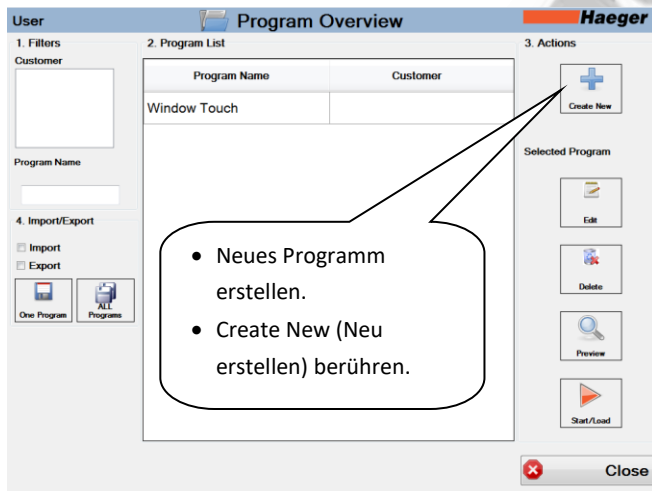 User
Program Overview
Haeger
1. Filters
2. Program List
3. Actions
Customer
Program Name
Customer
Window Touch
Create New
Program Name
Selected Program
Edit
4. Import/Export
Import
Export
One Program
ALL
Programs
• Neues Programm
erstellen.
• Create New (Neu
erstellen) berühren.
Delete
Preview
Start/Load
Close